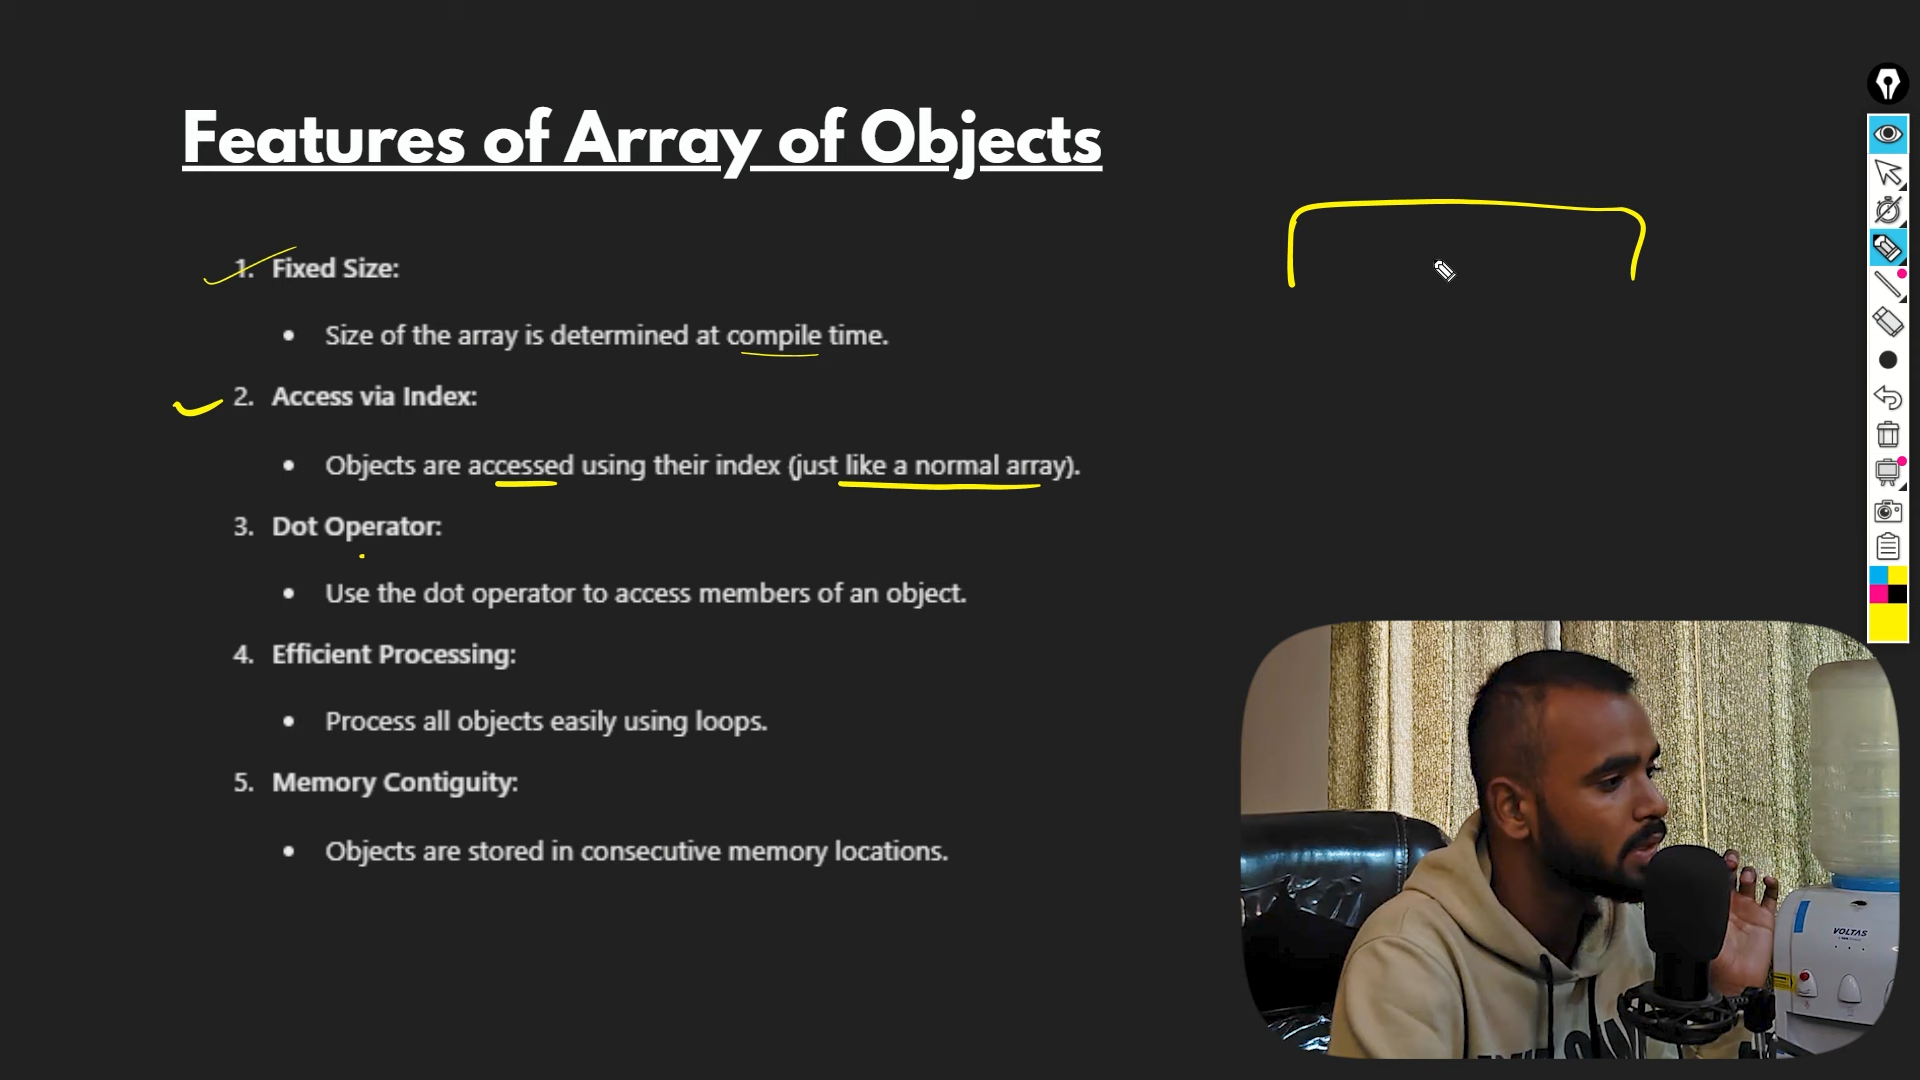 Features of Array of Objects
1. Fixed Size:
• Size of the array is determined at compile time.
2. Access via Index:
• Objects are accessed using their index (just like a normal array).
3. Dot Operator:
• Use the dot operator to access members of an object.
4. Efficient Processing:
• Process all objects easily using loops.
5. Memory Contiguity:
• Objects are stored in consecutive memory locations.
VOLTAS